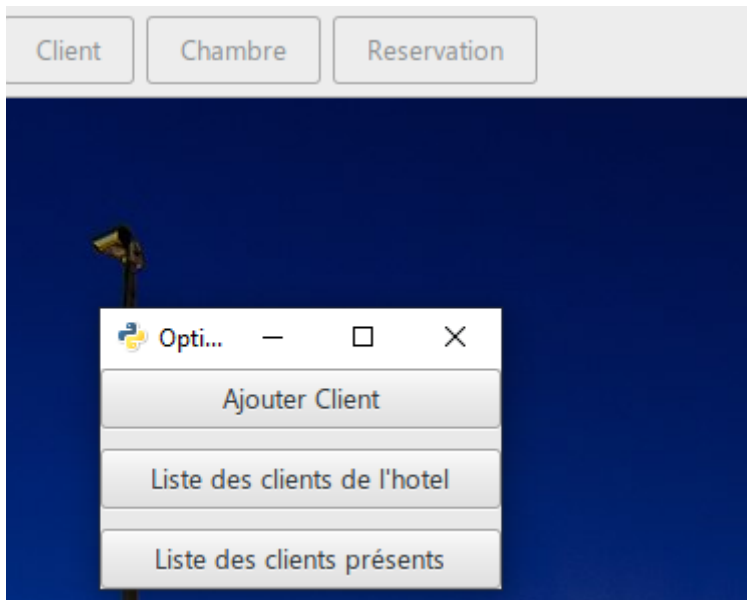 Client Chambre Reservation
Opti...
Ajouter Client
Liste des clients de l'hotel
Liste des clients présents